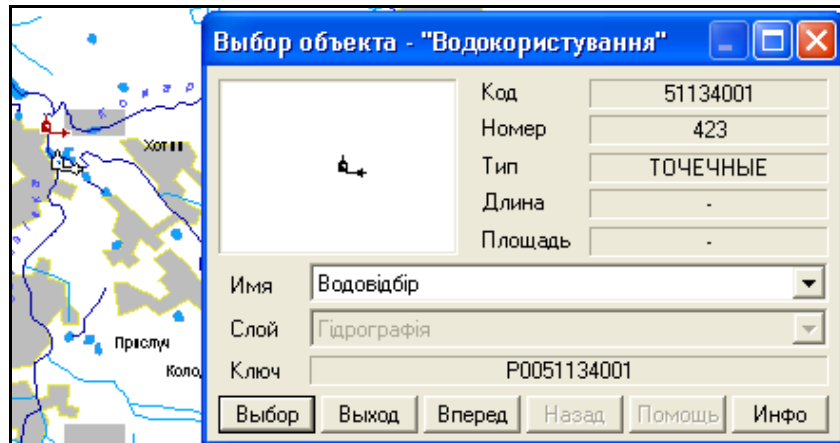 Выбор объекта - "Водокористування"
Код 51134001
Номер 423
Тип ТОЧЕЧНЫЕ
Длина -
Площадь -
Имя Водовідбір
Слой Гідрографія
Ключ P0051134001
Выбор Выход Вперед Назад Помощь Инфо
Прислуч
Коло